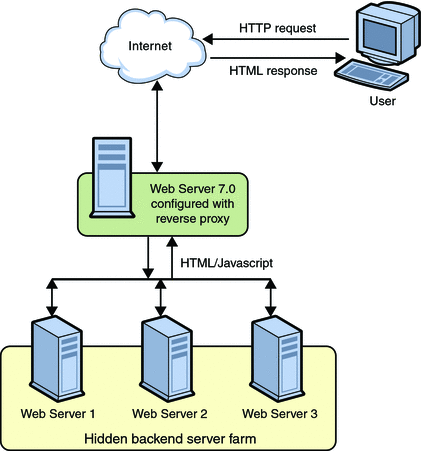 HTTP request
Internet
HTML response
User
Web Server 7.0
configured with
reverse proxy
HTML/Javascript
Web Server 1
Web Server 2
Web Server 3
Hidden backend server farm